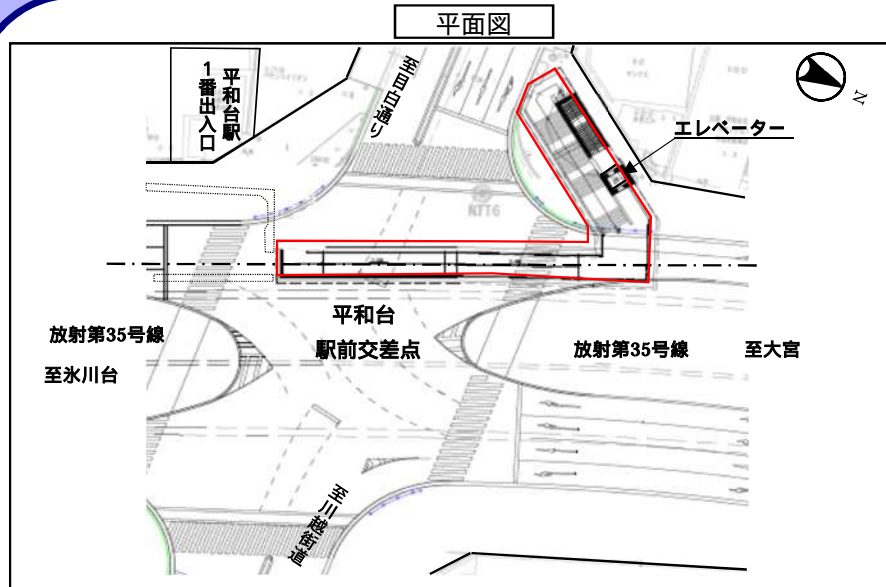 平面図
平和台駅
1番出入口
至目白通り
エレベーター
N
NTT6
平和台
駅前交差点
放射第35号線
至氷川台
放射第35号線
至大宮
至川越街道